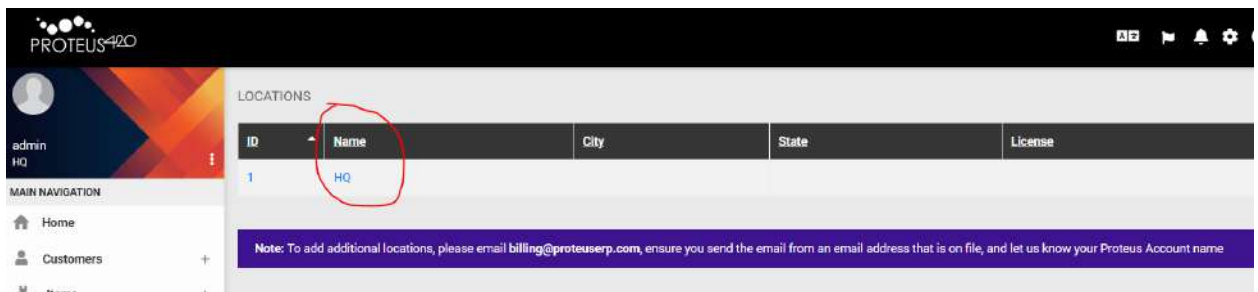 PROTEUS420
LOCATIONS
admin
HQ
ID Name City State License
1 HQ
MAIN NAVIGATION
Home
Customers +
Note: To add additional locations, please email billing@proteuserp.com, ensure you send the email from an email address that is on file, and let us know your Proteus Account name